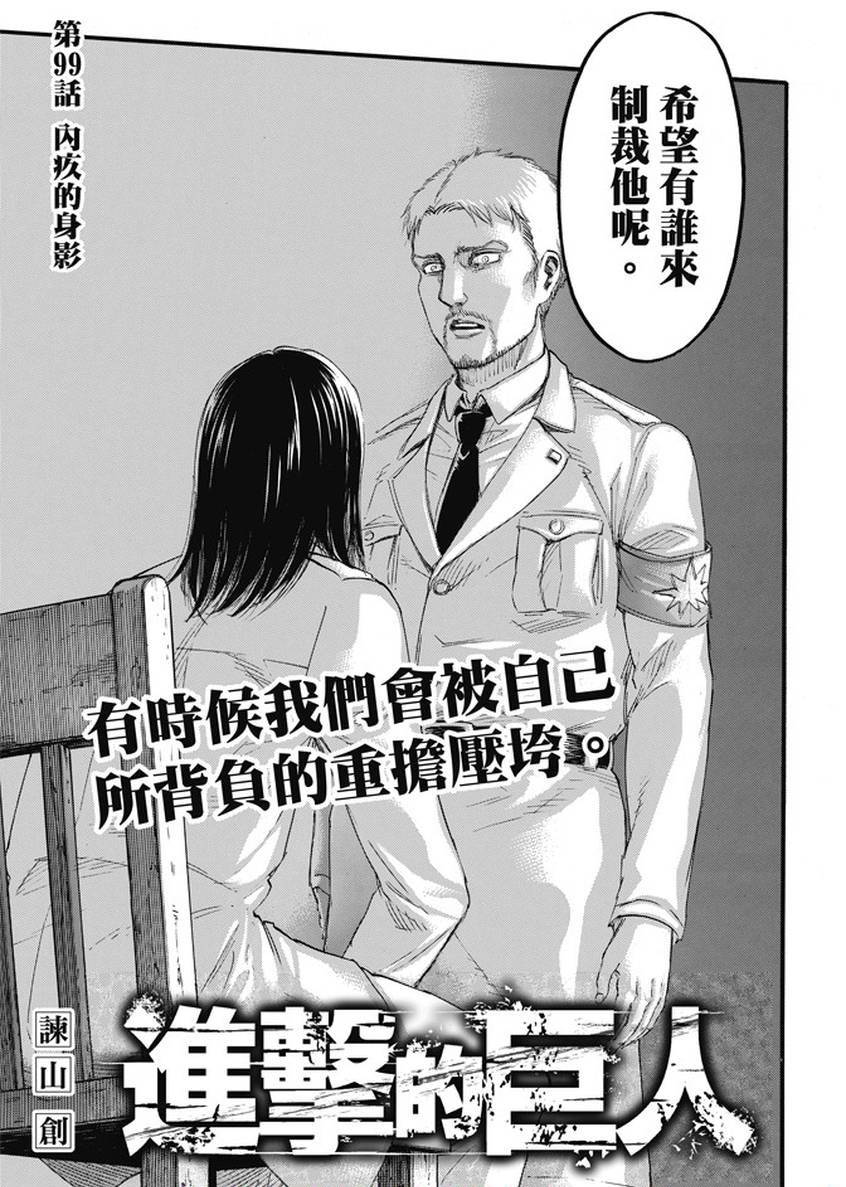 希望有誰來
制裁他呢。
第99話 內疚的身影
有時候我們會被自己
所背負的重擔壓垮。
諫山創
進擊的巨人